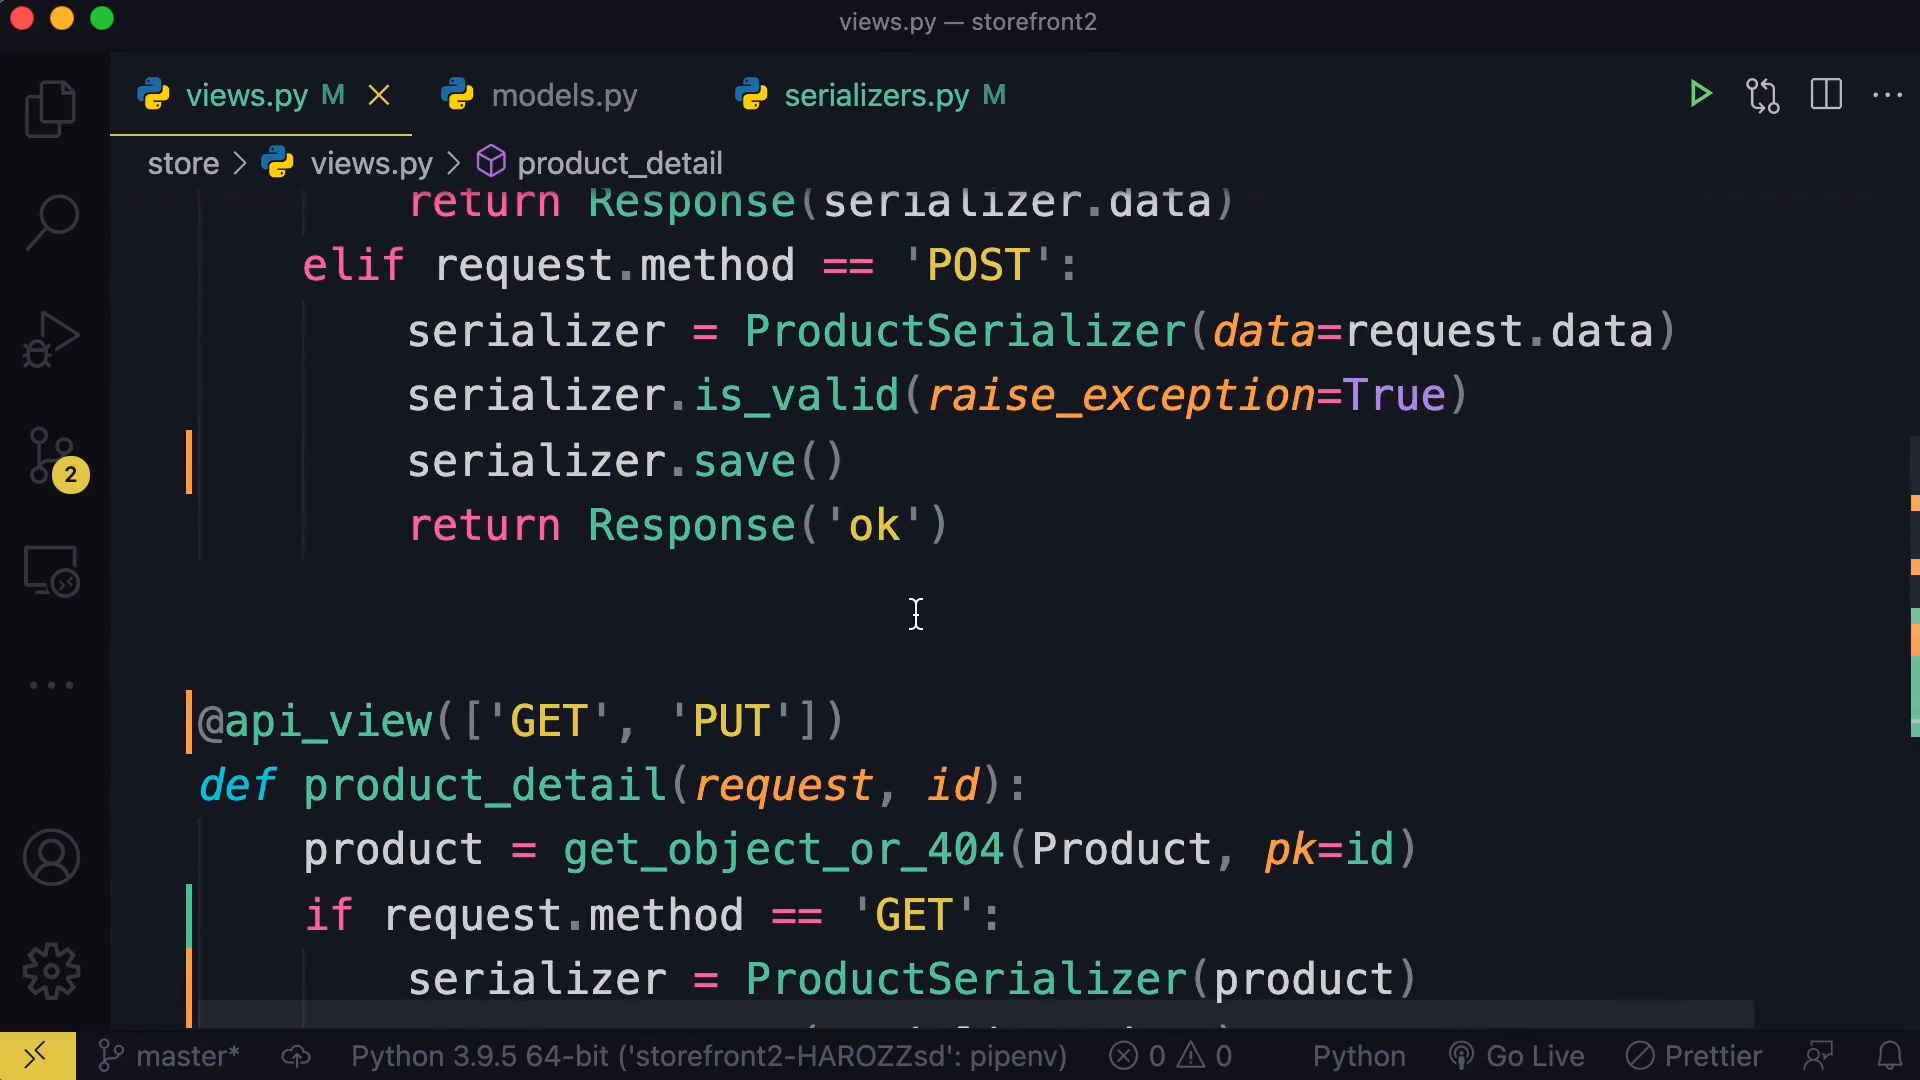 views.py — storefront2
views.py M
models.py
serializers.py M
store > views.py > product_detail
return Response(serializer.data)
elif request.method == 'POST':
serializer = ProductSerializer(data=request.data)
serializer.is_valid(raise_exception=True)
serializer.save()
return Response('ok')
2
@api_view(['GET', 'PUT'])
def product_detail(request, id):
product = get_object_or_404(Product, pk=id)
if request.method == 'GET':
serializer = ProductSerializer(product)
master* Python 3.9.5 64-bit ('storefront2-HAROZZsd': pipenv) 0 0 Python Go Live Prettier